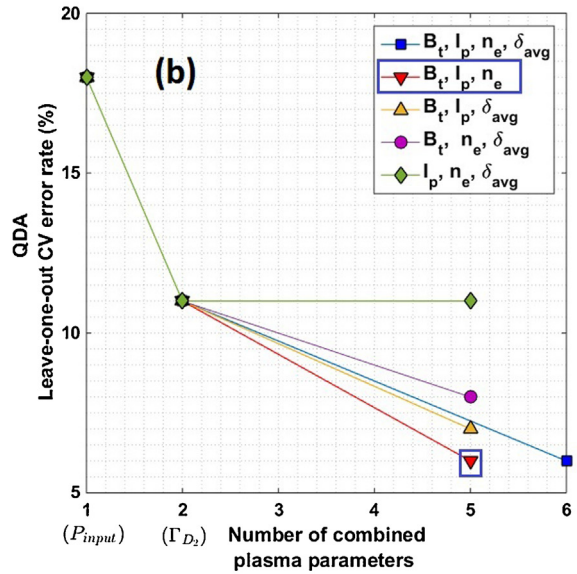 20
15
10
5
QDA
Leave-one-out CV error rate (%)
(b)
Bt, Ip, ne, δavg
Bt, Ip, ne
Bt, Ip, δavg
Bt, ne, δavg
Ip, ne, δavg
1 2 3 4 5 6
(Pinput) (ΓD2)
Number of combined
plasma parameters